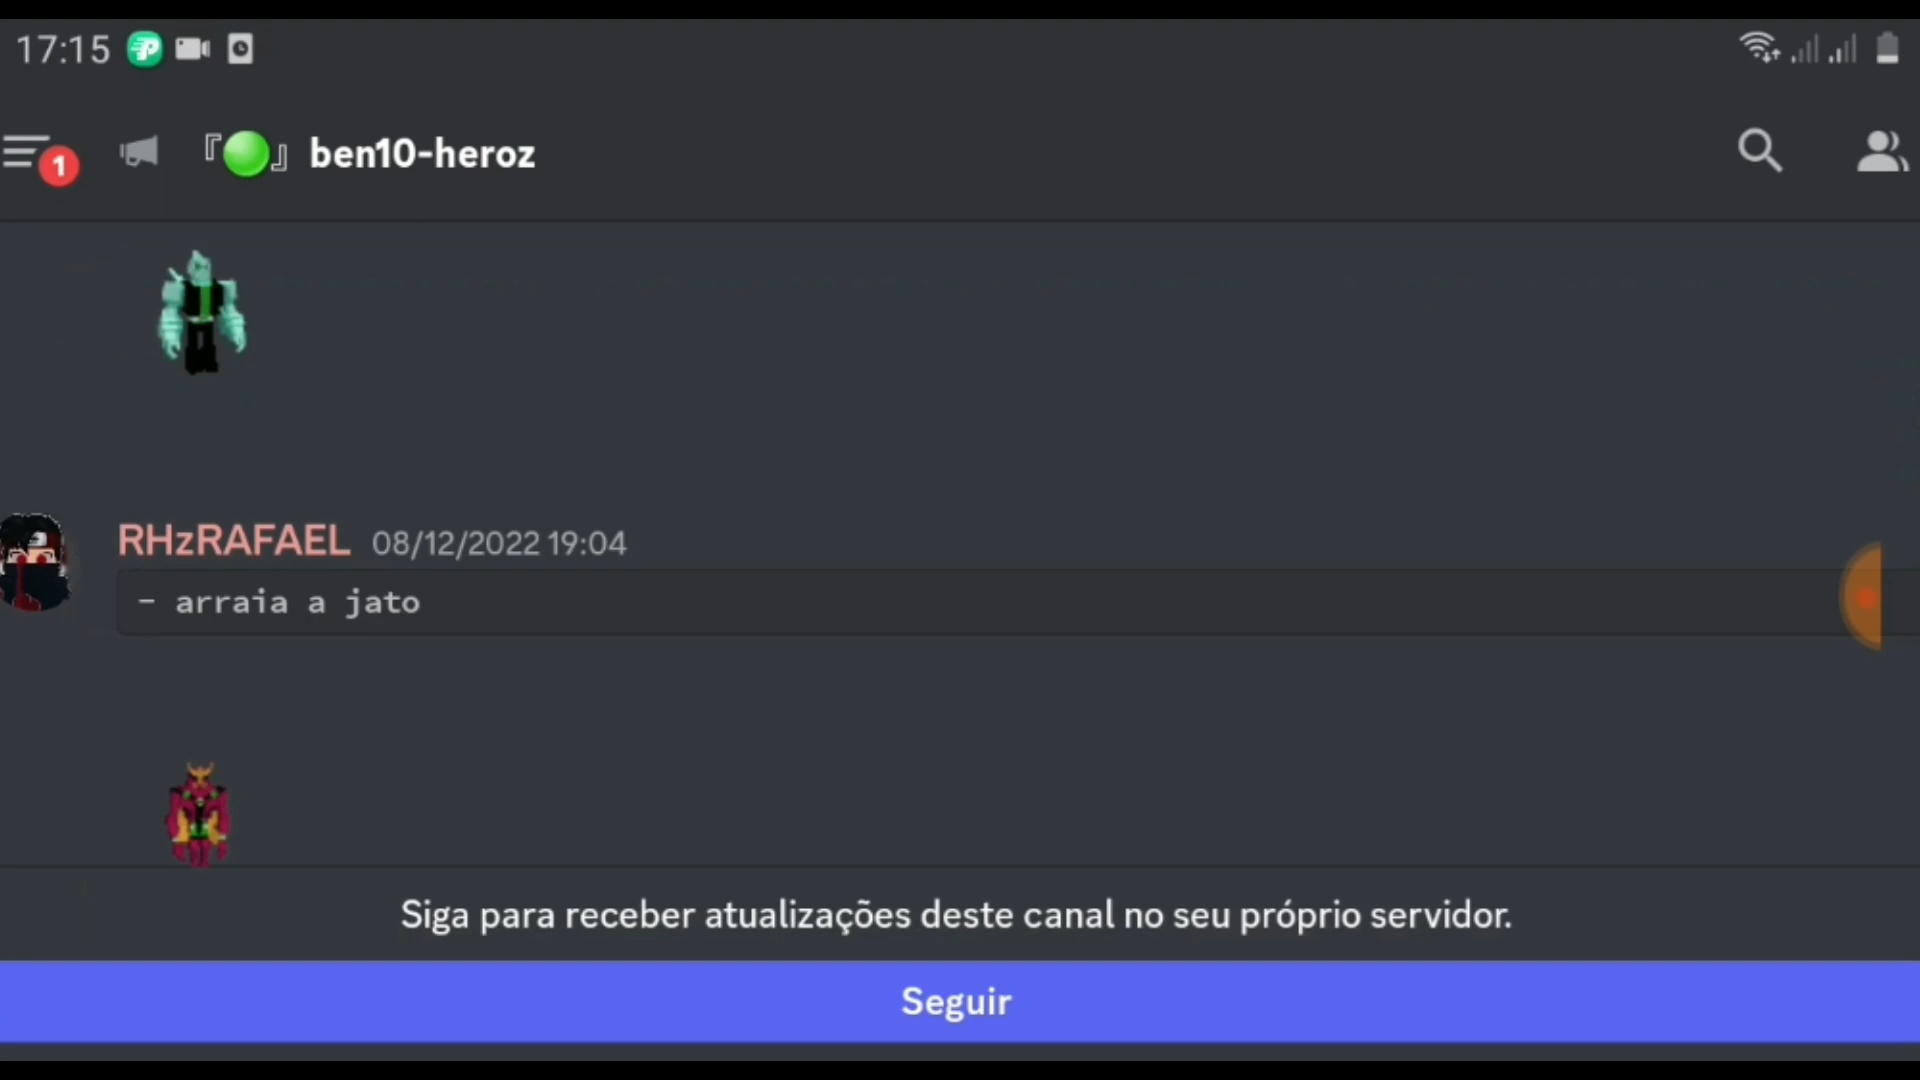 17:15
1
『🟢』 ben10-heroz
RHzRAFAEL 08/12/2022 19:04
- arraia a jato
Siga para receber atualizações deste canal no seu próprio servidor.
Seguir